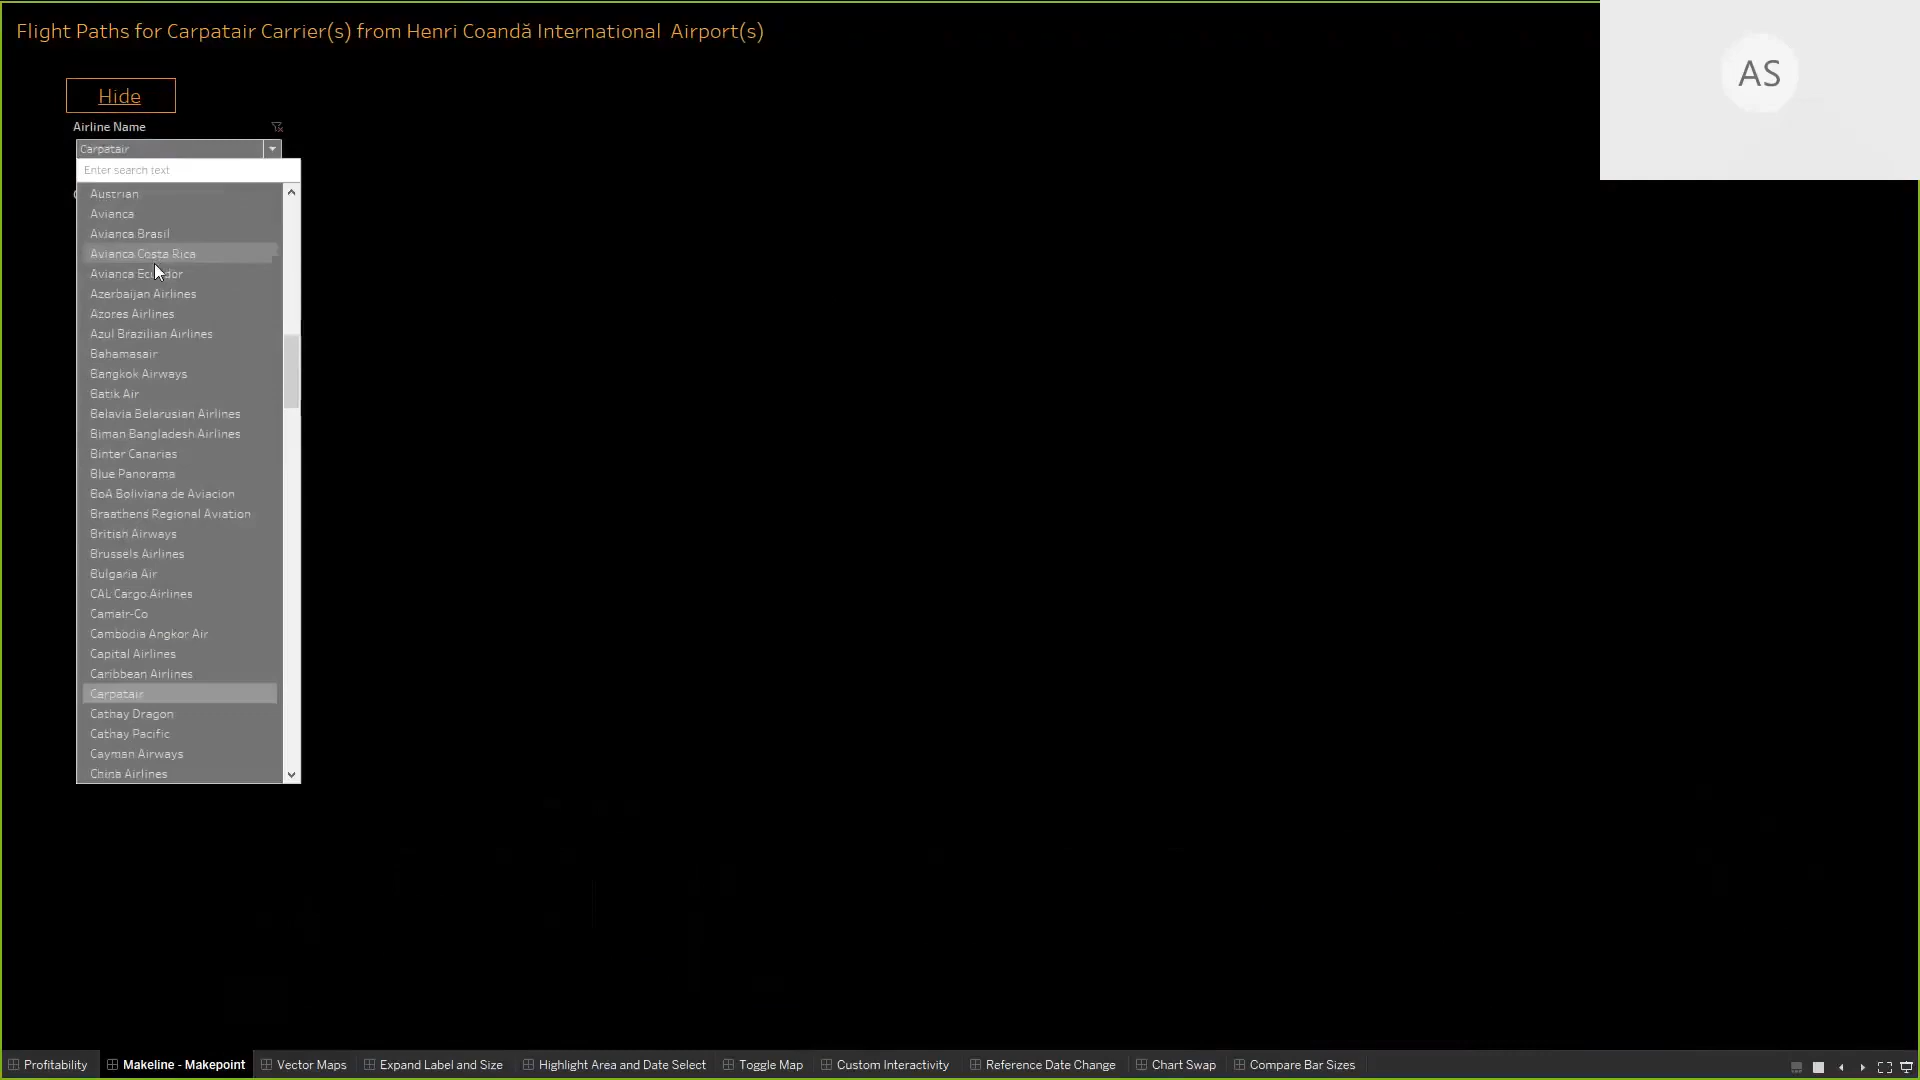 Flight Paths for Carpatair Carrier(s) from Henri Coandă International Airport(s)
AS
Hide
Airline Name
Carpatair
Enter search text
Austrian
Avianca
Avianca Brasil
Avianca Costa Rica
Avianca Ecuador
Azerbaijan Airlines
Azores Airlines
Azul Brazilian Airlines
Bahamasair
Bangkok Airways
Batik Air
Belavia Belarusian Airlines
Biman Bangladesh Airlines
Binter Canarias
Blue Panorama
BoA Boliviana de Aviacion
Braathens Regional Aviation
British Airways
Brussels Airlines
Bulgaria Air
CAL Cargo Airlines
Camair-Co
Cambodia Angkor Air
Capital Airlines
Caribbean Airlines
Carpatair
Cathay Dragon
Cathay Pacific
Cayman Airways
China Airlines
Profitability Makeline - Makepoint Vector Maps Expand Label and Size Highlight Area and Date Select Toggle Map Custom Interactivity Reference Date Change Chart Swap Compare Bar Sizes